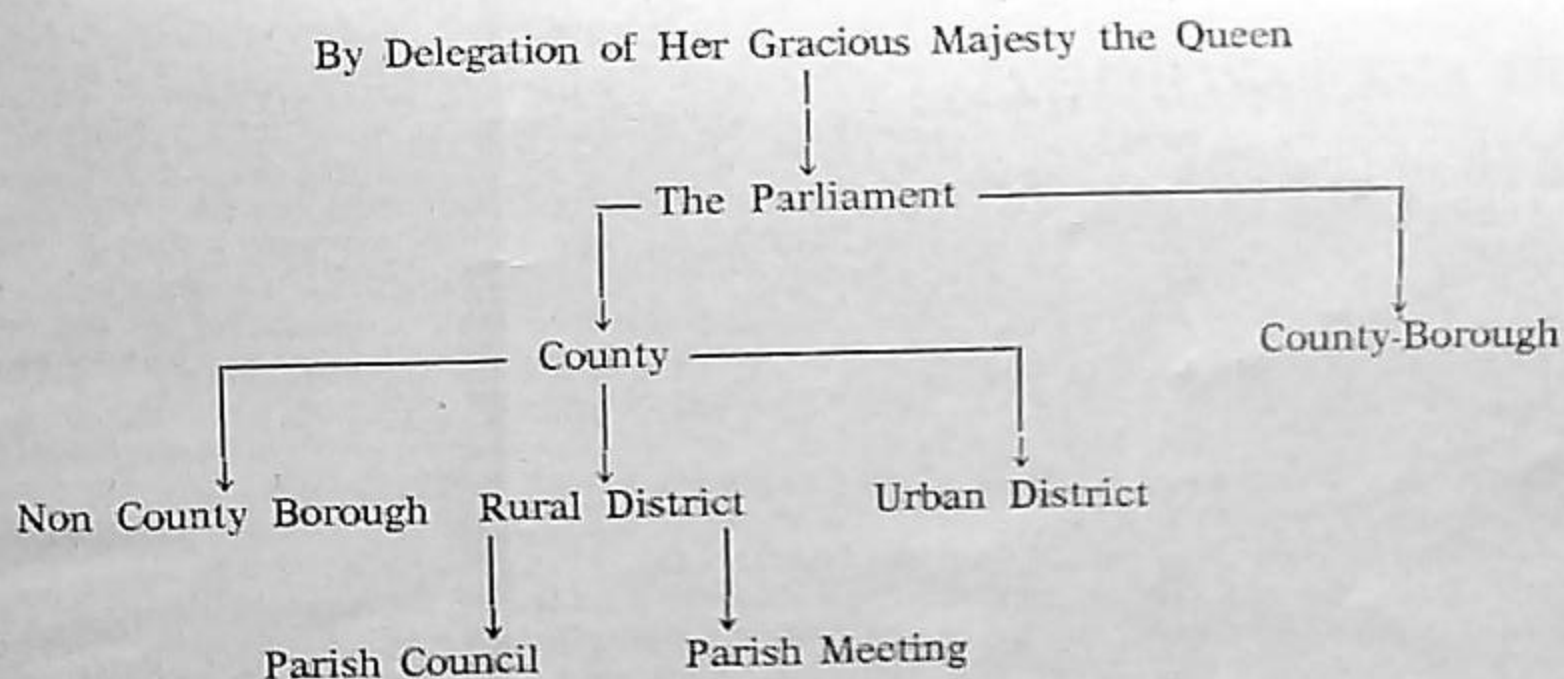 By Delegation of Her Gracious Majesty the Queen
The Parliament
County-Borough
County
Non County Borough Rural District Urban District
Parish Council Parish Meeting